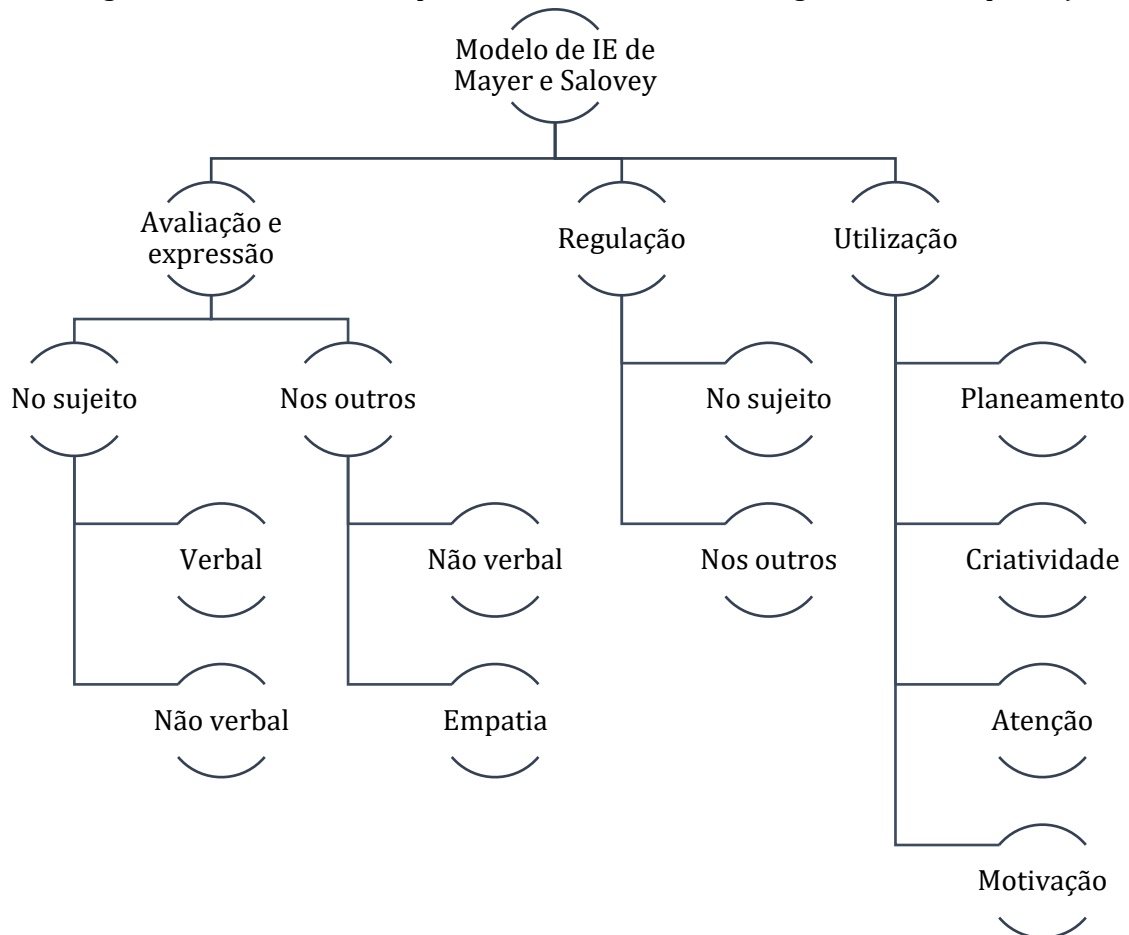 Modelo de IE de
Mayer e Salovey
Avaliação e
expressão
Regulação
Utilização
No sujeito
Nos outros
No sujeito
Planeamento
Verbal
Não verbal
Nos outros
Criatividade
Não verbal
Empatia
Atenção
Motivação